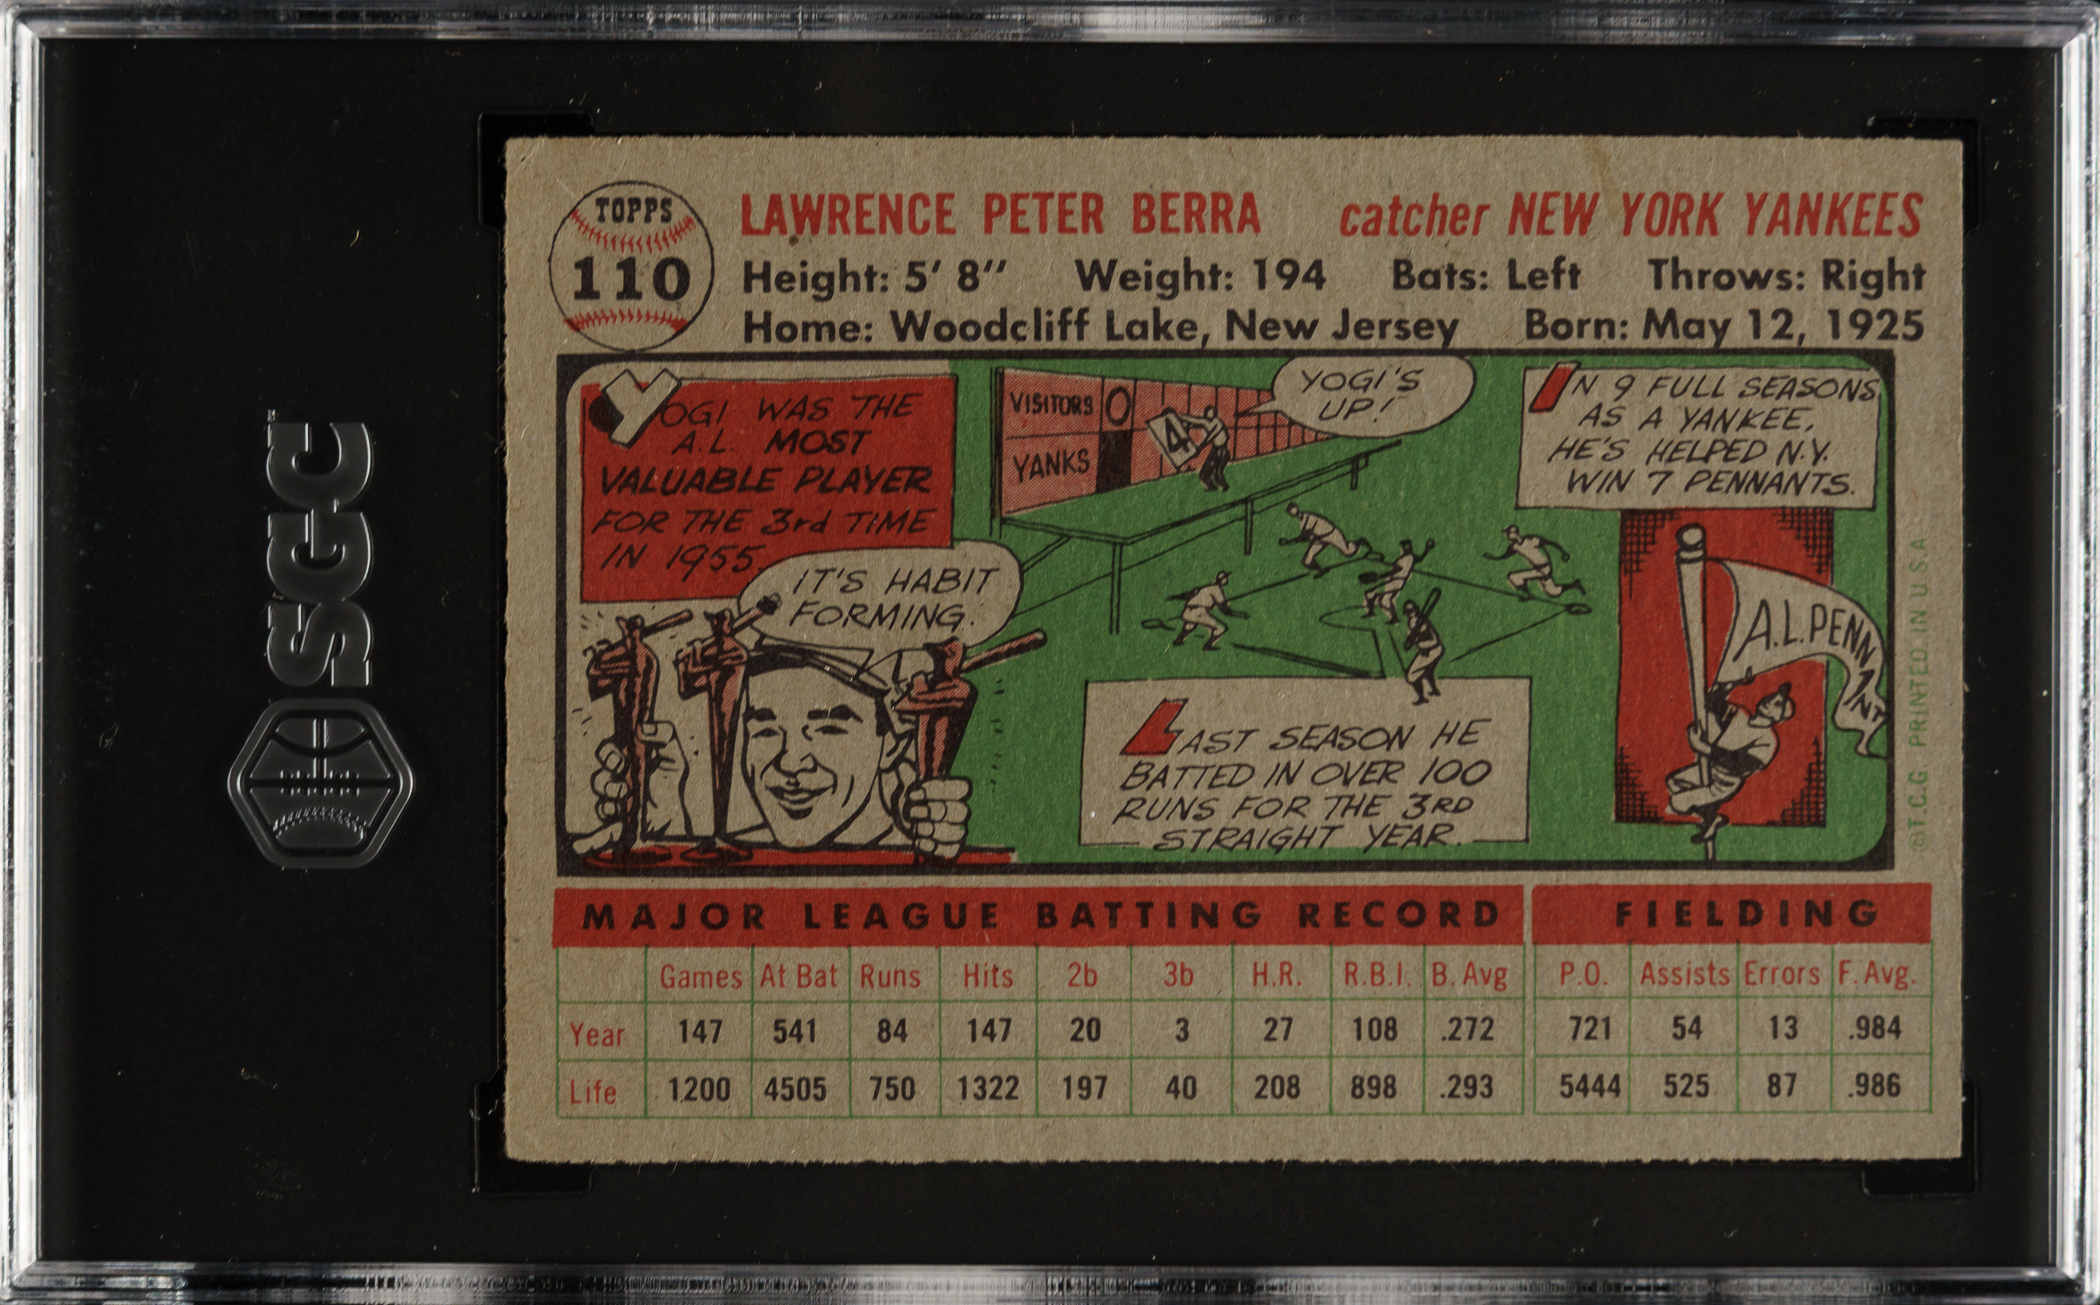 SGC
TOPPS
110
LAWRENCE PETER BERRA catcher NEW YORK YANKEES
Height: 5' 8" Weight: 194 Bats: Left Throws: Right
Home: Woodcliff Lake, New Jersey Born: May 12, 1925
YOGI WAS THE
A.L. MOST
VALUABLE PLAYER
FOR THE 3rd TIME
IN 1955.
IT'S HABIT
FORMING.
VISITORS 0
YANKS
4
YOGI'S
UP!
LAST SEASON HE
BATTED IN OVER 100
RUNS FOR THE 3RD
STRAIGHT YEAR.
IN 9 FULL SEASONS
AS A YANKEE,
HE'S HELPED N.Y.
WIN 7 PENNANTS.
A.L. PENNANT
©T.C.G. PRINTED IN U.S.A.
MAJOR LEAGUE BATTING RECORD FIELDING
Games At Bat Runs Hits 2b 3b H.R. R.B.I. B. Avg P.O. Assists Errors F. Avg.
Year 147 541 84 147 20 3 27 108 .272 721 54 13 .984
Life 1200 4505 750 1322 197 40 208 898 .293 5444 525 87 .986